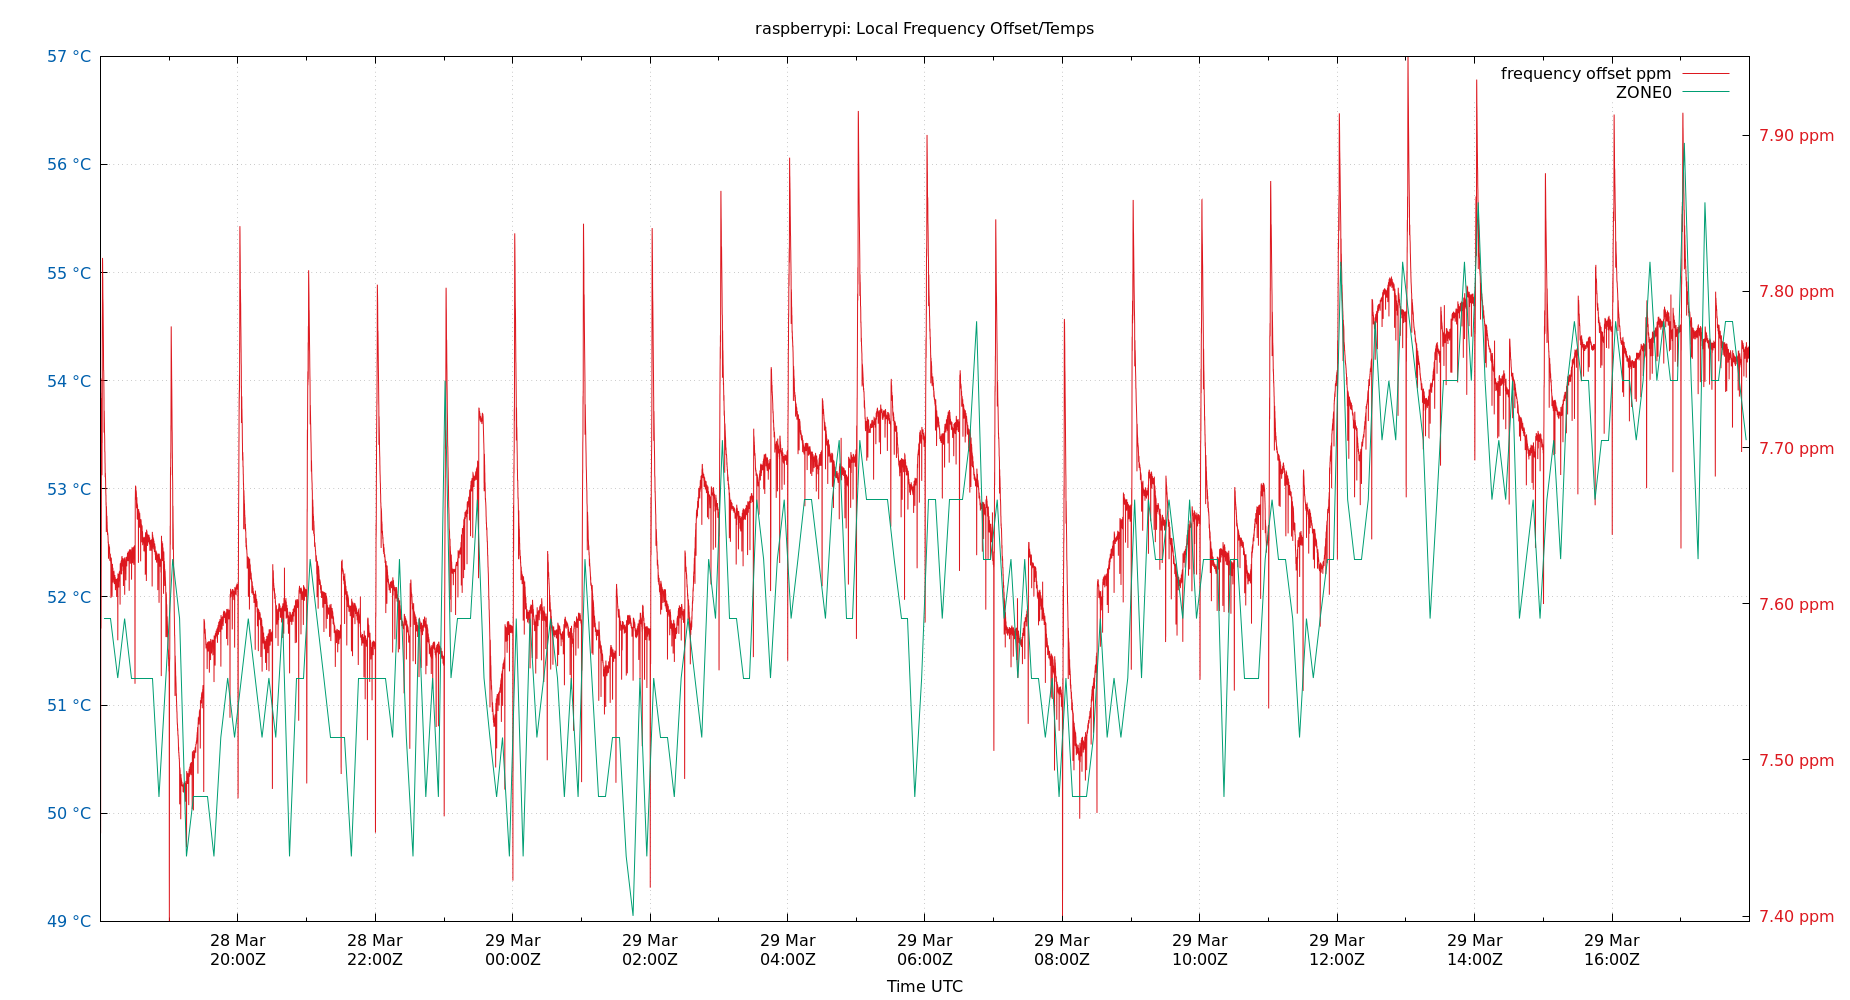 raspberrypi: Local Frequency Offset/Temps
57 °C
56 °C
55 °C
54 °C
53 °C
52 °C
51 °C
50 °C
49 °C
frequency offset ppm
ZONE0
7.90 ppm
7.80 ppm
7.70 ppm
7.60 ppm
7.50 ppm
7.40 ppm
28 Mar 28 Mar 29 Mar 29 Mar 29 Mar 29 Mar 29 Mar 29 Mar 29 Mar 29 Mar 29 Mar
20:00Z 22:00Z 00:00Z 02:00Z 04:00Z 06:00Z 08:00Z 10:00Z 12:00Z 14:00Z 16:00Z
Time UTC